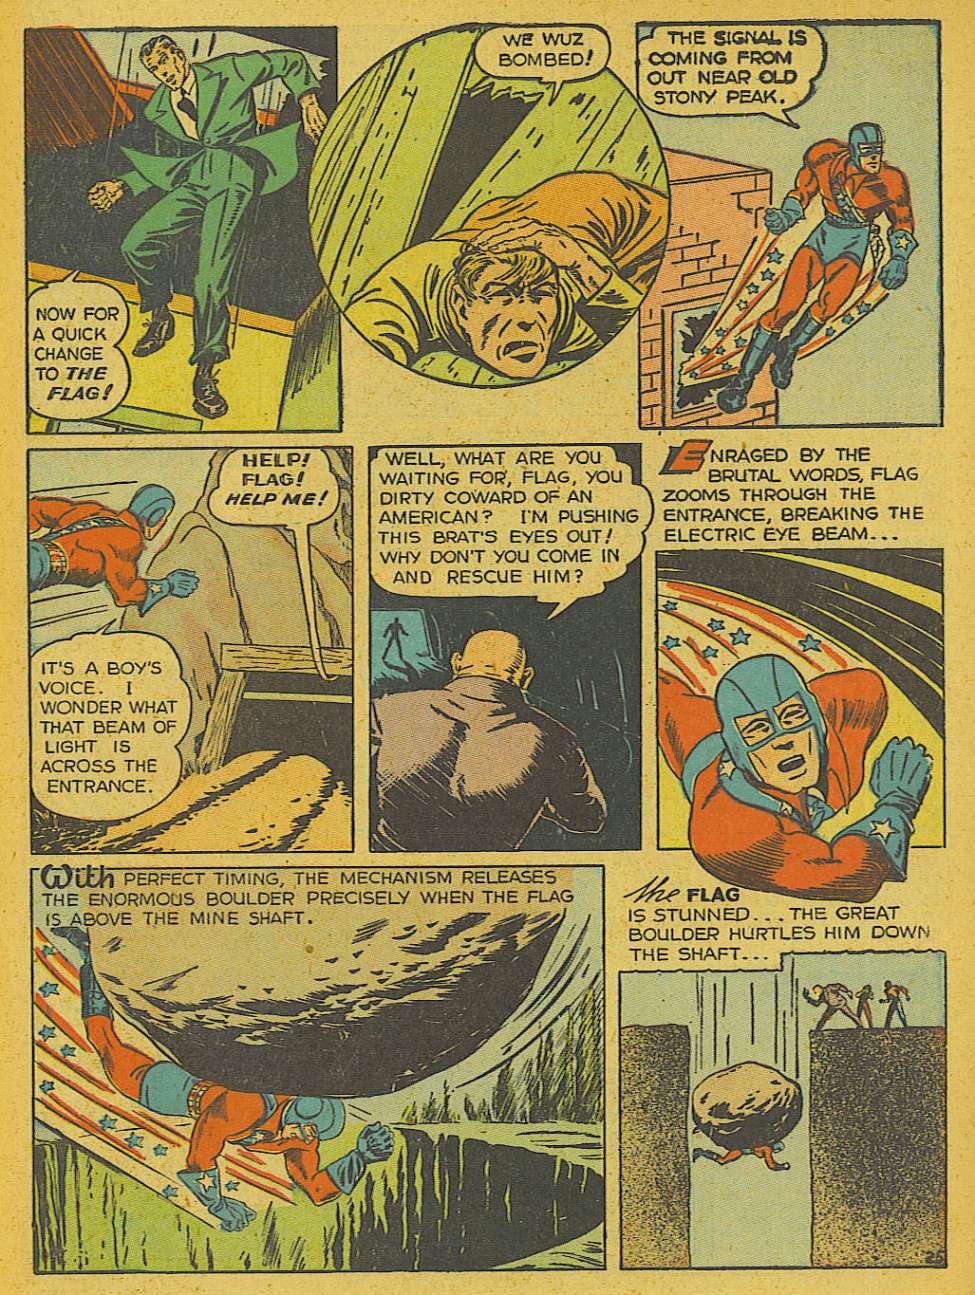 NOW FOR
A QUICK
CHANGE
TO THE
FLAG!
WE WUZ
BOMBED!
THE SIGNAL IS
COMING FROM
OUT NEAR OLD
STONY PEAK.
HELP!
FLAG!
HELP ME!
IT'S A BOY'S
VOICE. I
WONDER WHAT
THAT BEAM OF
LIGHT IS
ACROSS THE
ENTRANCE.
WELL, WHAT ARE YOU
WAITING FOR, FLAG, YOU
DIRTY COWARD OF AN
AMERICAN? I'M PUSHING
THIS BRAT'S EYES OUT!
WHY DON'T YOU COME IN
AND RESCUE HIM?
ENRAGED BY THE
BRUTAL WORDS, FLAG
ZOOMS THROUGH THE
ENTRANCE, BREAKING THE
ELECTRIC EYE BEAM...
With PERFECT TIMING, THE MECHANISM RELEASES
THE ENORMOUS BOULDER PRECISELY WHEN THE FLAG
IS ABOVE THE MINE SHAFT.
The FLAG
IS STUNNED... THE GREAT
BOULDER HURTLES HIM DOWN
THE SHAFT...
25